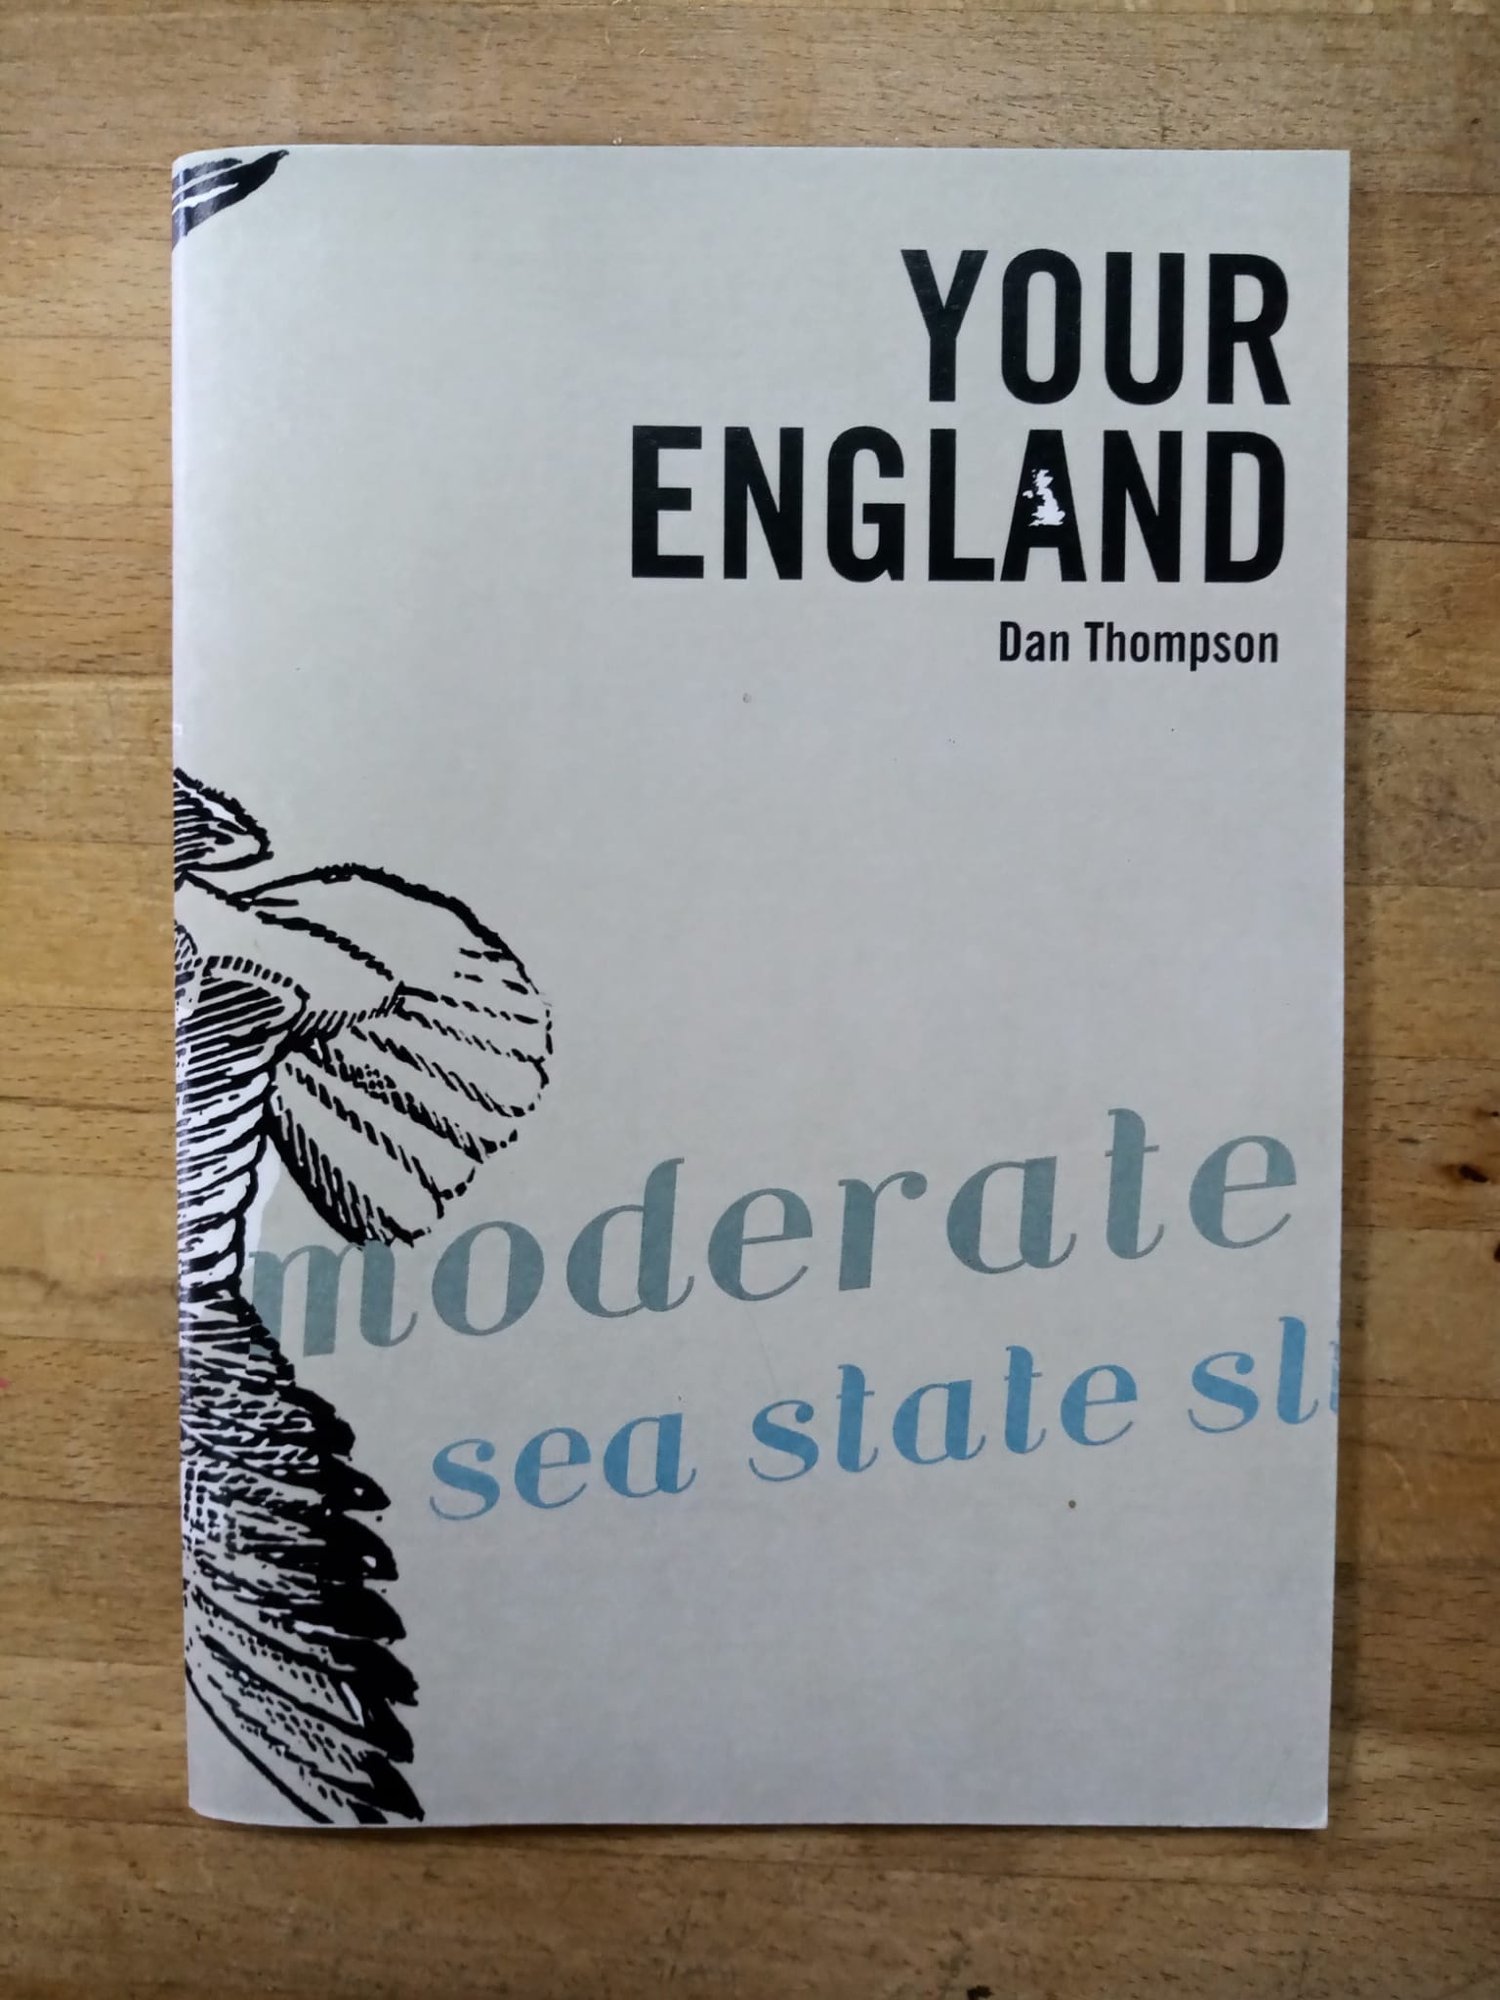 YOUR
ENGLAND
Dan Thompson
moderate
sea state